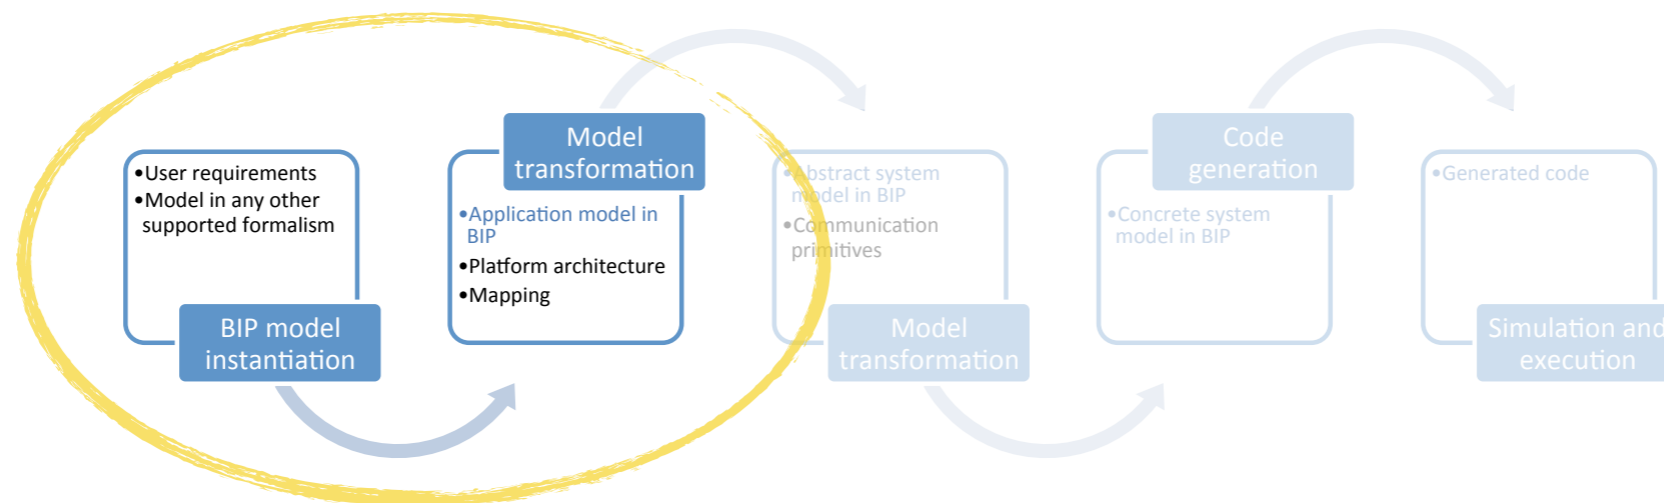 •User requirements
•Model in any other
supported formalism
BIP model
instantiation
Model
transformation
•Application model in
BIP
•Platform architecture
•Mapping
•Abstract system
model in BIP
•Communication
primitives
Model
transformation
Code
generation
•Concrete system
model in BIP
•Generated code
Simulation and
execution